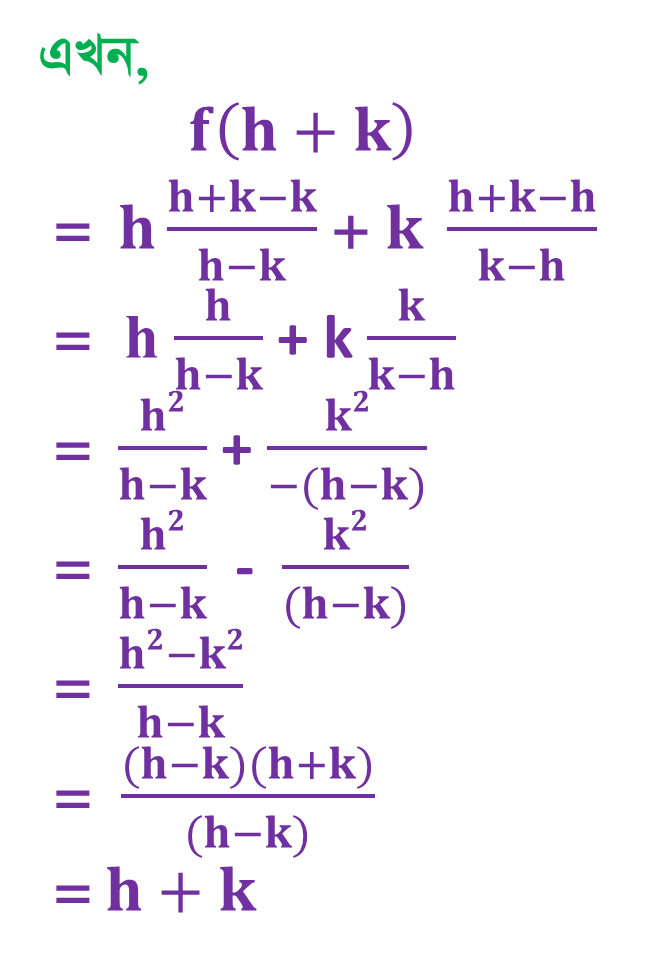 এখন,
f(h + k)
= h (h+k−k)/(h−k) + k (h+k−h)/(k−h)
= h h/(h−k) + k k/(k−h)
= h²/(h−k) + k²/(−(h−k))
= h²/(h−k) - k²/((h−k))
= (h²−k²)/(h−k)
= ((h−k)(h+k))/((h−k))
= h + k